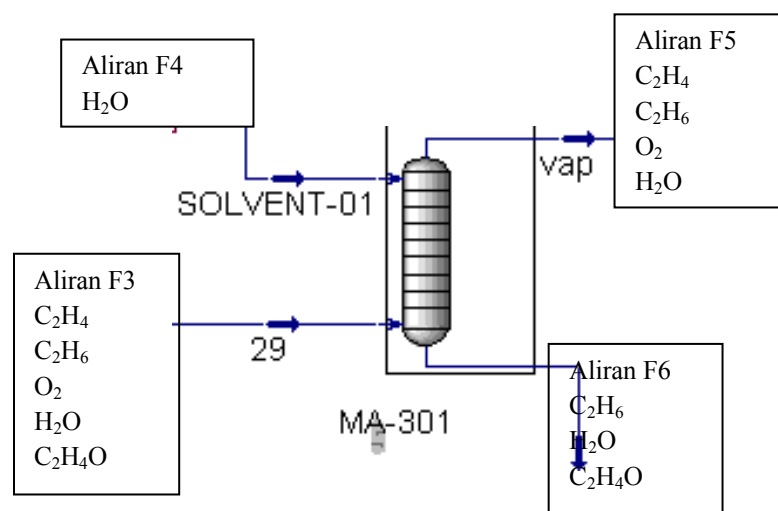 Aliran F4
H₂O
SOLVENT-01
Aliran F5
C₂H₄
C₂H₆
O₂
H₂O
vap
Aliran F3
C₂H₄
C₂H₆
O₂
H₂O
C₂H₄O
29
MA-301
Aliran F6
C₂H₆
H₂O
C₂H₄O